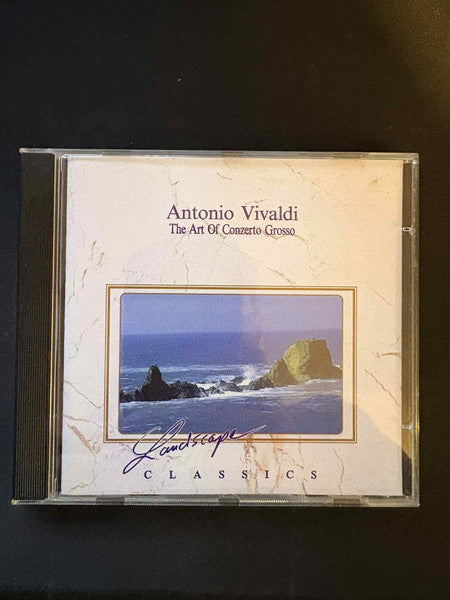 Antonio Vivaldi
The Art Of Conzerto Grosso
Landscape
CLASSICS